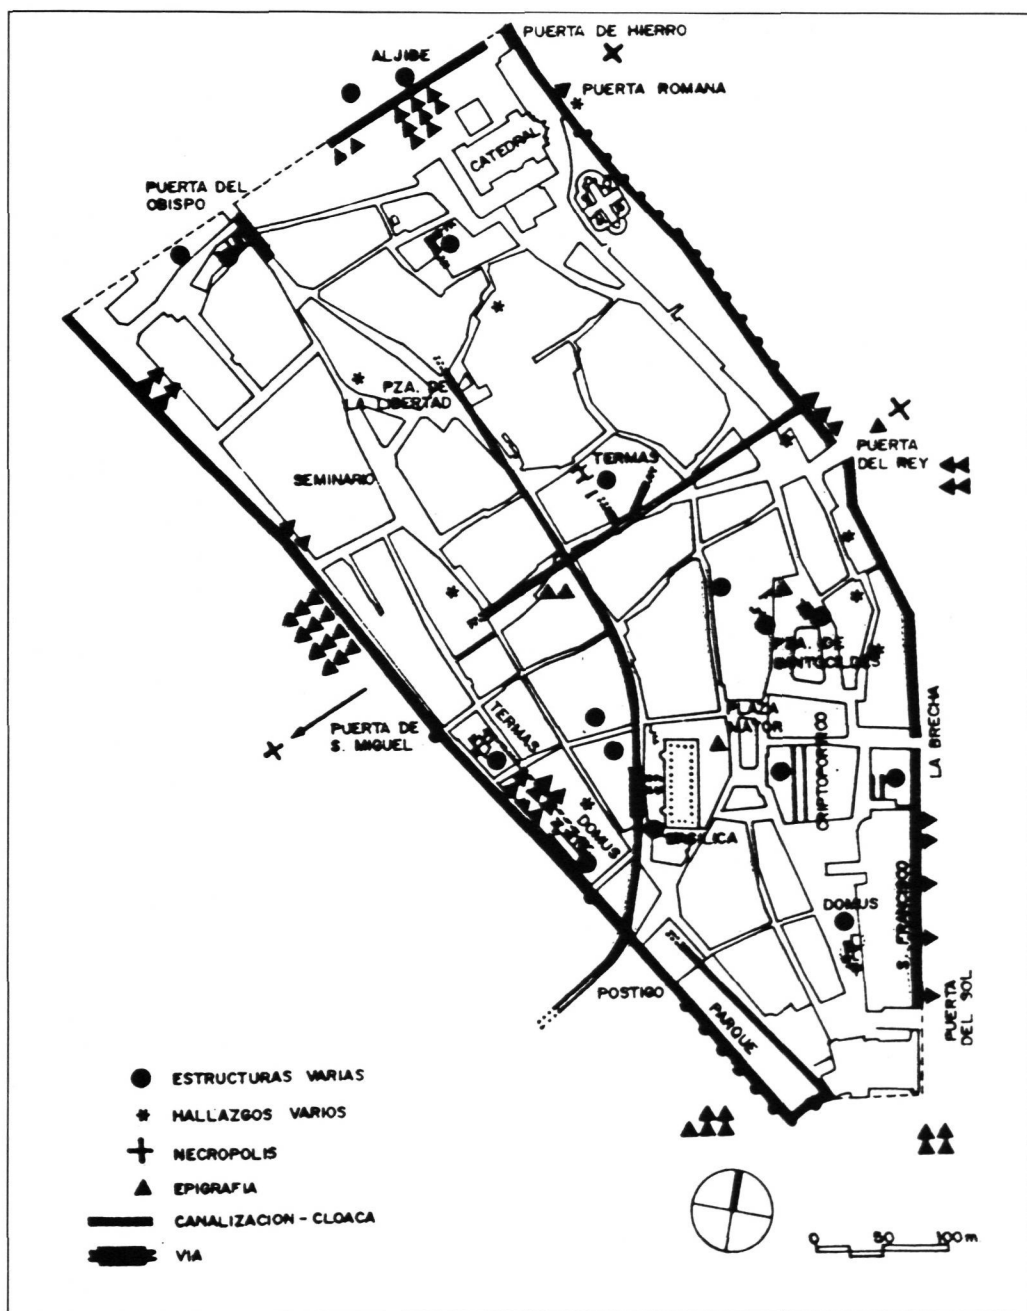 PUERTA DE HIERRO
ALJIBE
PUERTA ROMANA
CATEDRAL
PUERTA DEL
OBISPO
PZA. DE
LA LIBERTAD
PUERTA
DEL REY
TERMAS
SEMINARIO
PZA. DE
SANTOCILDES
PLAZA
MAYOR
TERMAS
PUERTA DE
S. MIGUEL
CRIPTOPORTICO
LA BRECHA
DOMUS
BASILICA
DOMUS
S. FRANCISCO
POSTIGO
PARQUE
PUERTA
DEL SOL
ESTRUCTURAS VARIAS
HALLAZGOS VARIOS
NECROPOLIS
EPIGRAFIA
CANALIZACION - CLOACA
VIA
0 50 100 m